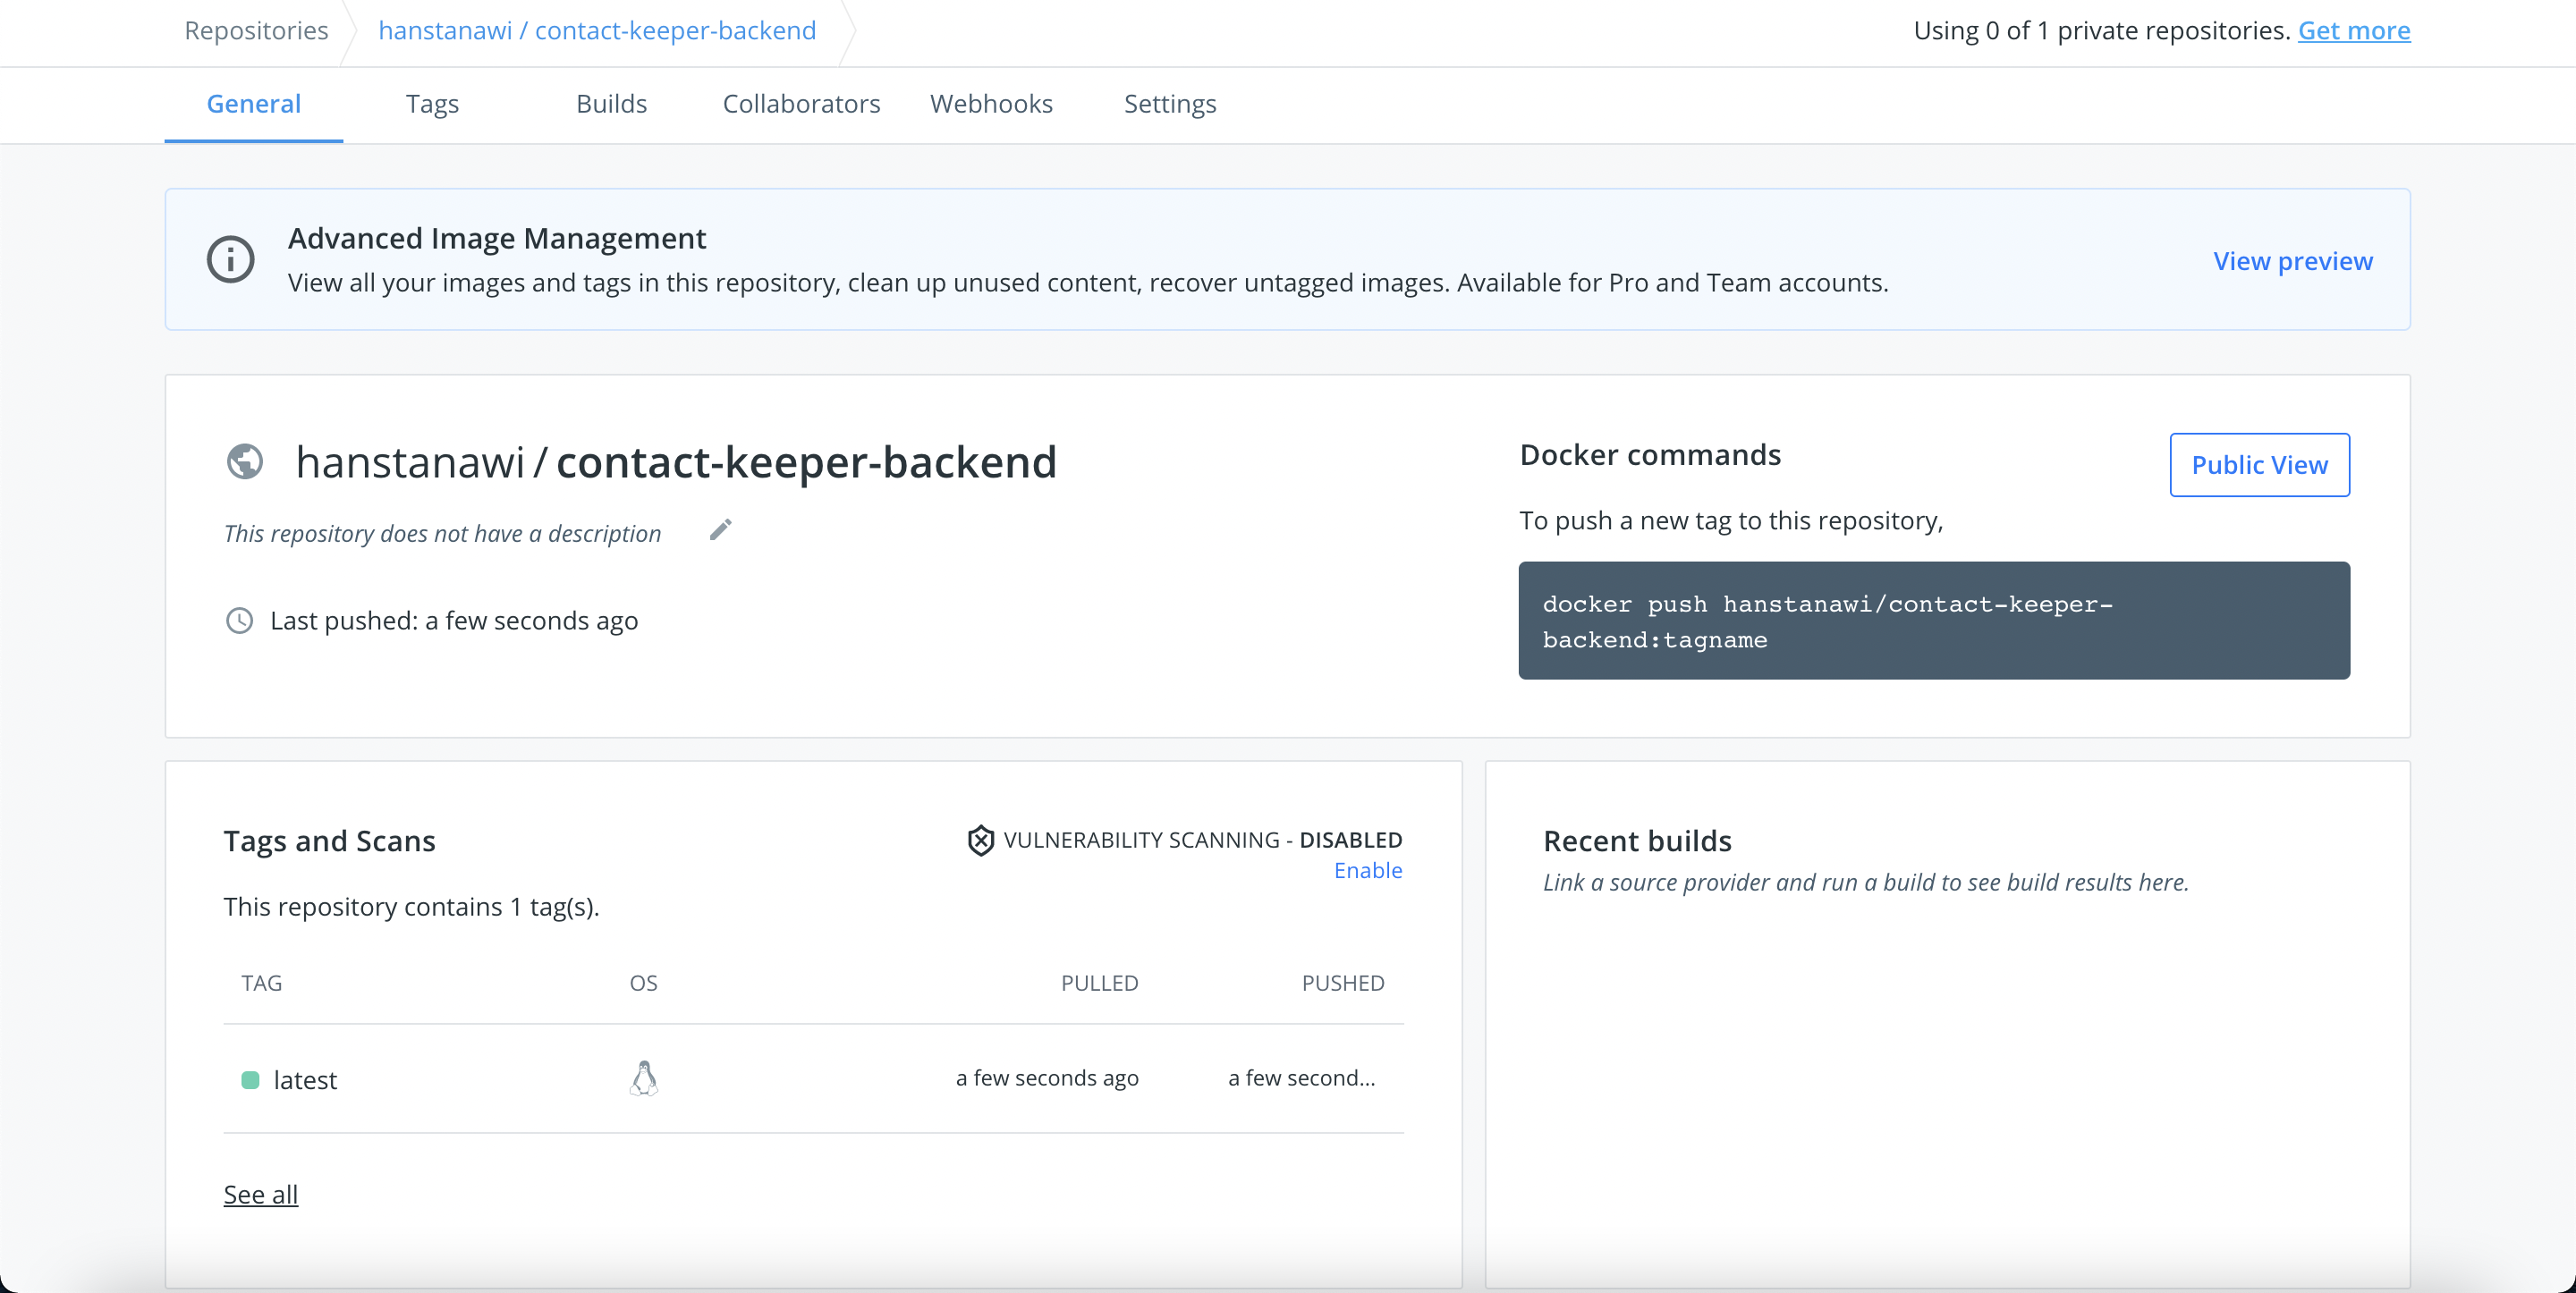 Repositories
hanstanawi / contact-keeper-backend
Using 0 of 1 private repositories. Get more
General
Tags
Builds
Collaborators
Webhooks
Settings
Advanced Image Management
View all your images and tags in this repository, clean up unused content, recover untagged images. Available for Pro and Team accounts.
View preview
hanstanawi / contact-keeper-backend
This repository does not have a description
Last pushed: a few seconds ago
Docker commands
Public View
To push a new tag to this repository,
docker push hanstanawi/contact-keeper-
backend:tagname
Tags and Scans
VULNERABILITY SCANNING - DISABLED
Enable
This repository contains 1 tag(s).
TAG
OS
PULLED
PUSHED
latest
a few seconds ago
a few second...
See all
Recent builds
Link a source provider and run a build to see build results here.